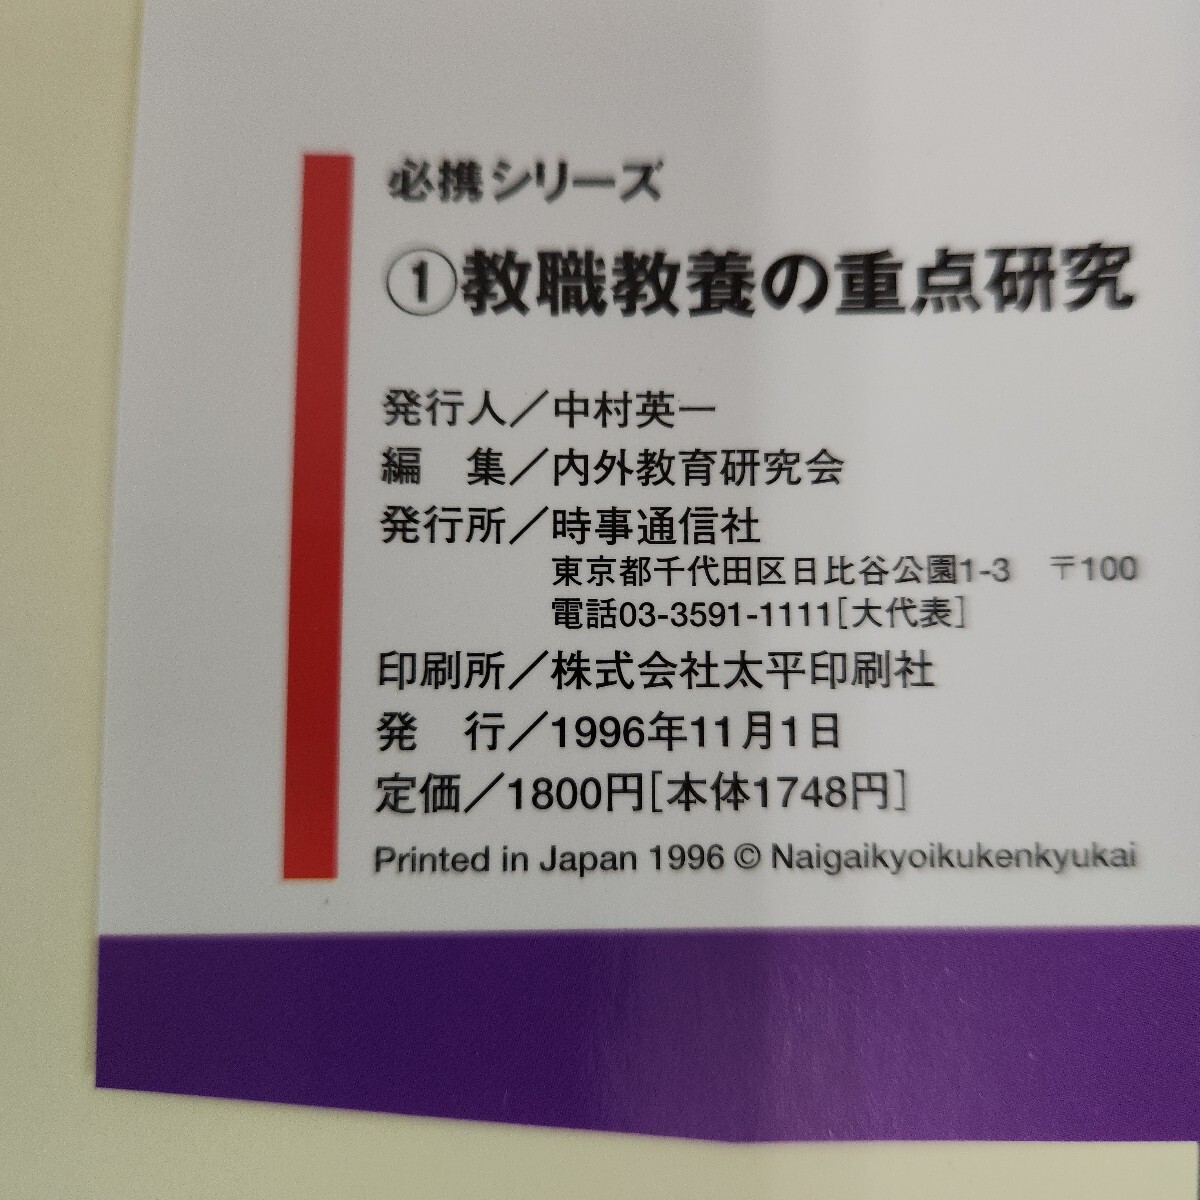 必携シリーズ
①教職教養の重点研究
発行人／中村英一
編　集／内外教育研究会
発行所／時事通信社
東京都千代田区日比谷公園1-3　〒100
電話03-3591-1111[大代表]
印刷所／株式会社太平印刷社
発　行／1996年11月1日
定価／1800円[本体1748円]
Printed in Japan 1996 © Naigaikyoikukenkyukai